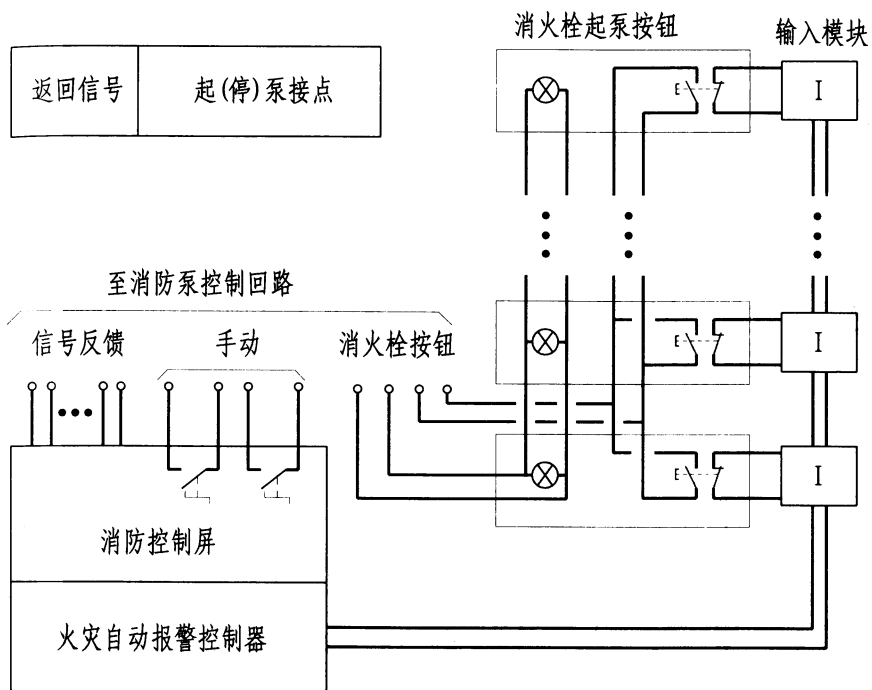 消火栓起泵按钮
输入模块
返回信号
起(停)泵接点
E
I
至消防泵控制回路
信号反馈
手动
消火栓按钮
E
I
E
I
消防控制屏
火灾自动报警控制器